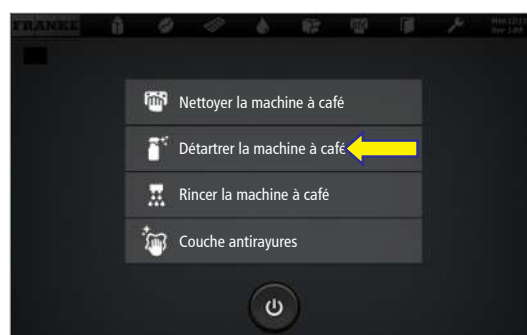 FRANKE
Nettoyer la machine à café
Détartrer la machine à café
Rincer la machine à café
Couche antirayures